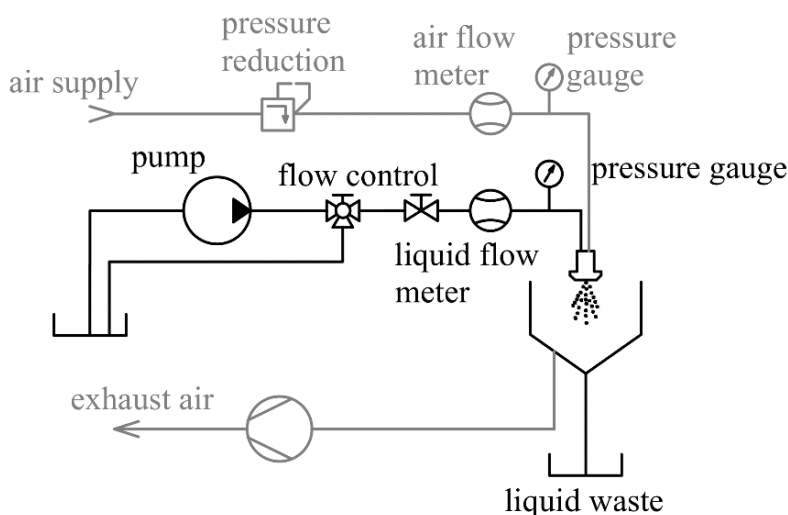 pressure
reduction
air flow
meter
pressure
gauge
air supply
pump
flow control
pressure gauge
liquid flow
meter
exhaust air
liquid waste